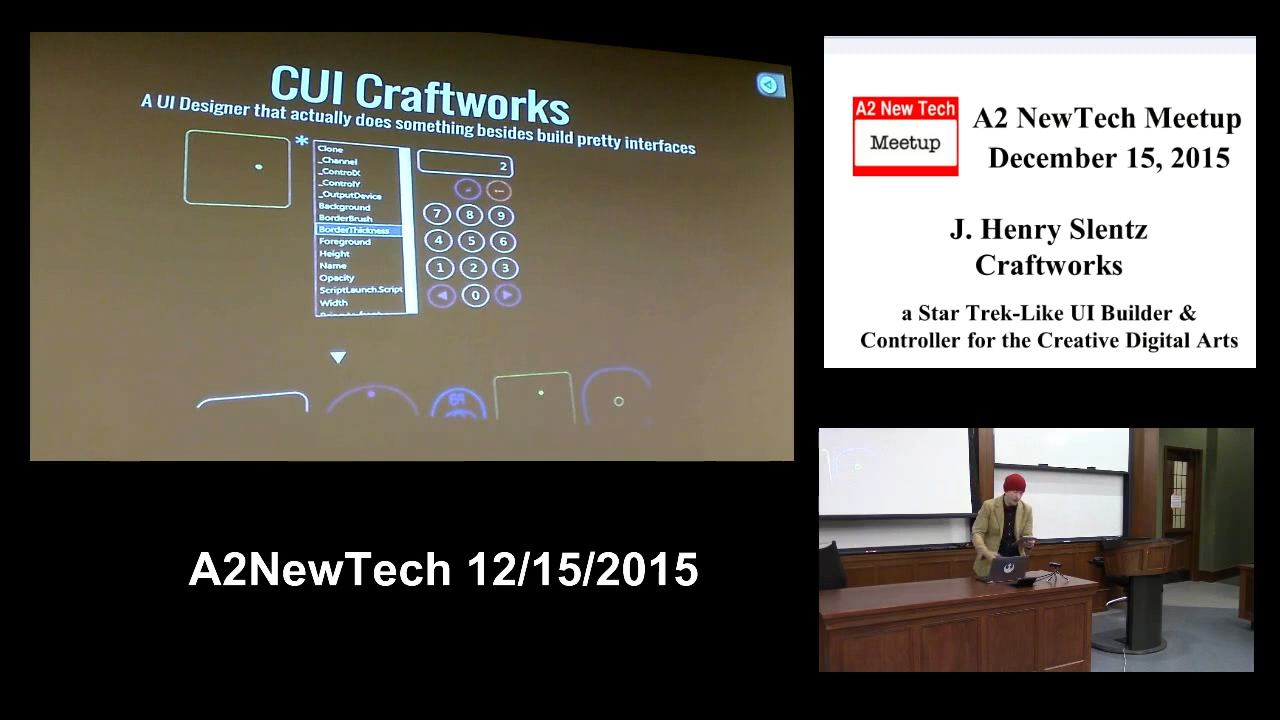 CUI Craftworks
A UI Designer that actually does something besides build pretty interfaces
*
Clone
_Channel
_ControlX
_ControlY
_OutputDevice
Background
BorderBrush
BorderThickness
Foreground
Height
Name
Opacity
ScriptLaunch.Script
Width
2
7 8 9
4 5 6
1 2 3
0
A2 New Tech
Meetup
A2 NewTech Meetup
December 15, 2015
J. Henry Slentz
Craftworks
a Star Trek-Like UI Builder &
Controller for the Creative Digital Arts
A2NewTech 12/15/2015